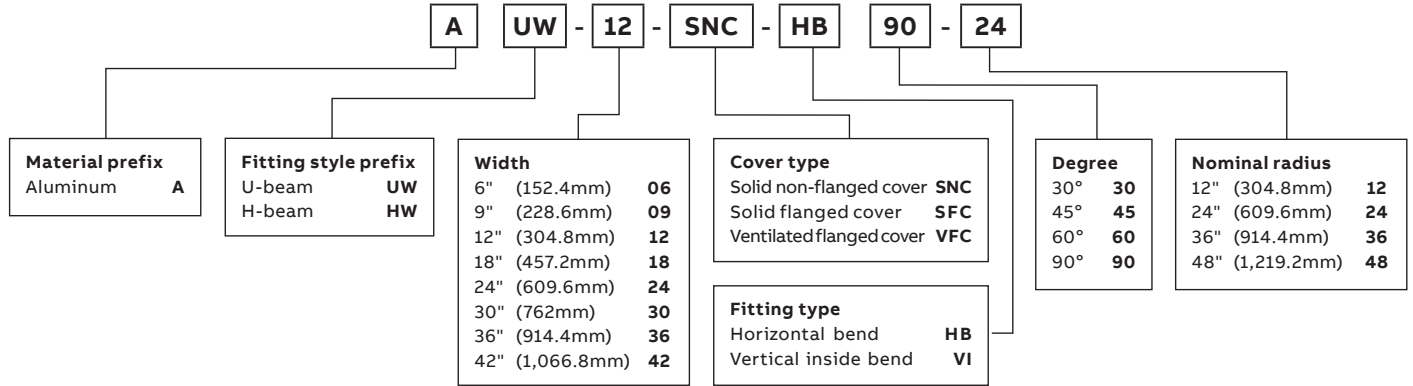 A UW - 12 - SNC - HB 90 - 24
Material prefix
Aluminum A
Fitting style prefix
U-beam UW
H-beam HW
Width
6" (152.4mm) 06
9" (228.6mm) 09
12" (304.8mm) 12
18" (457.2mm) 18
24" (609.6mm) 24
30" (762mm) 30
36" (914.4mm) 36
42" (1,066.8mm) 42
Cover type
Solid non-flanged cover SNC
Solid flanged cover SFC
Ventilated flanged cover VFC
Fitting type
Horizontal bend HB
Vertical inside bend VI
Degree
30° 30
45° 45
60° 60
90° 90
Nominal radius
12" (304.8mm) 12
24" (609.6mm) 24
36" (914.4mm) 36
48" (1,219.2mm) 48